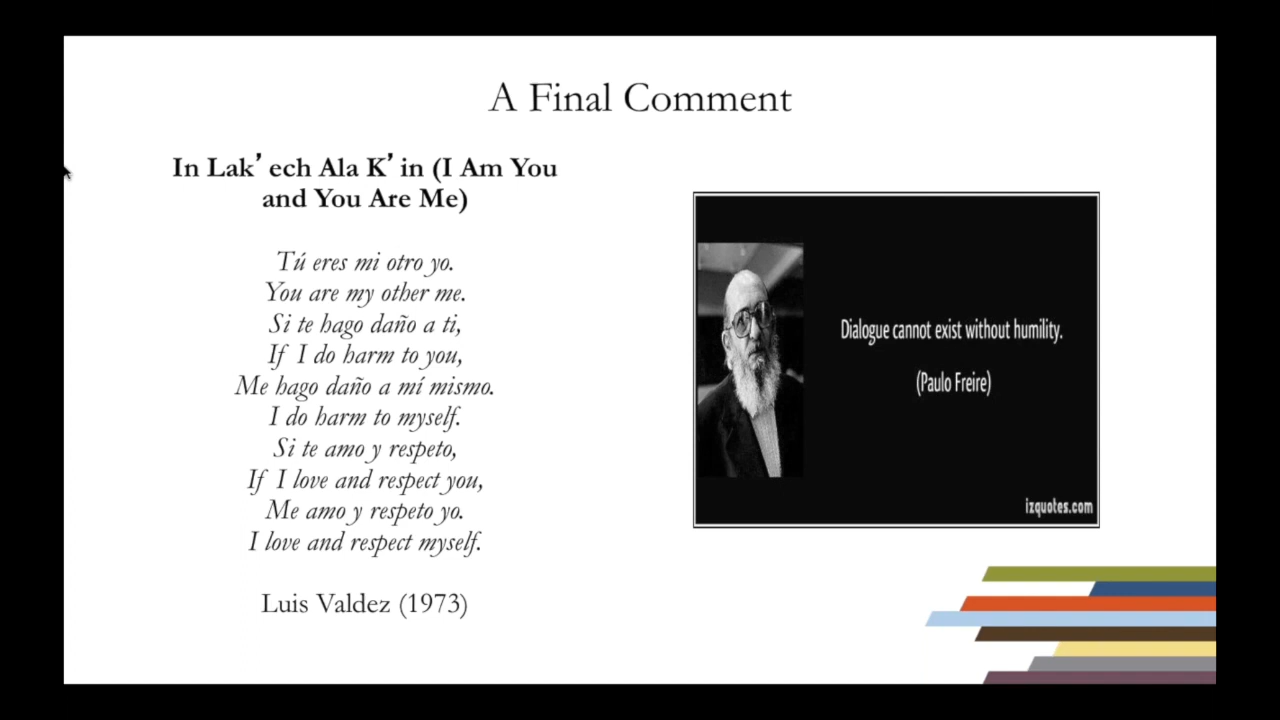 A Final Comment
In Lak’ ech Ala K’ in (I Am You
and You Are Me)
Tú eres mi otro yo.
You are my other me.
Si te hago daño a ti,
If I do harm to you,
Me hago daño a mí mismo.
I do harm to myself.
Si te amo y respeto,
If I love and respect you,
Me amo y respeto yo.
I love and respect myself.
Luis Valdez (1973)
Dialogue cannot exist without humility.
(Paulo Freire)
izquotes.com